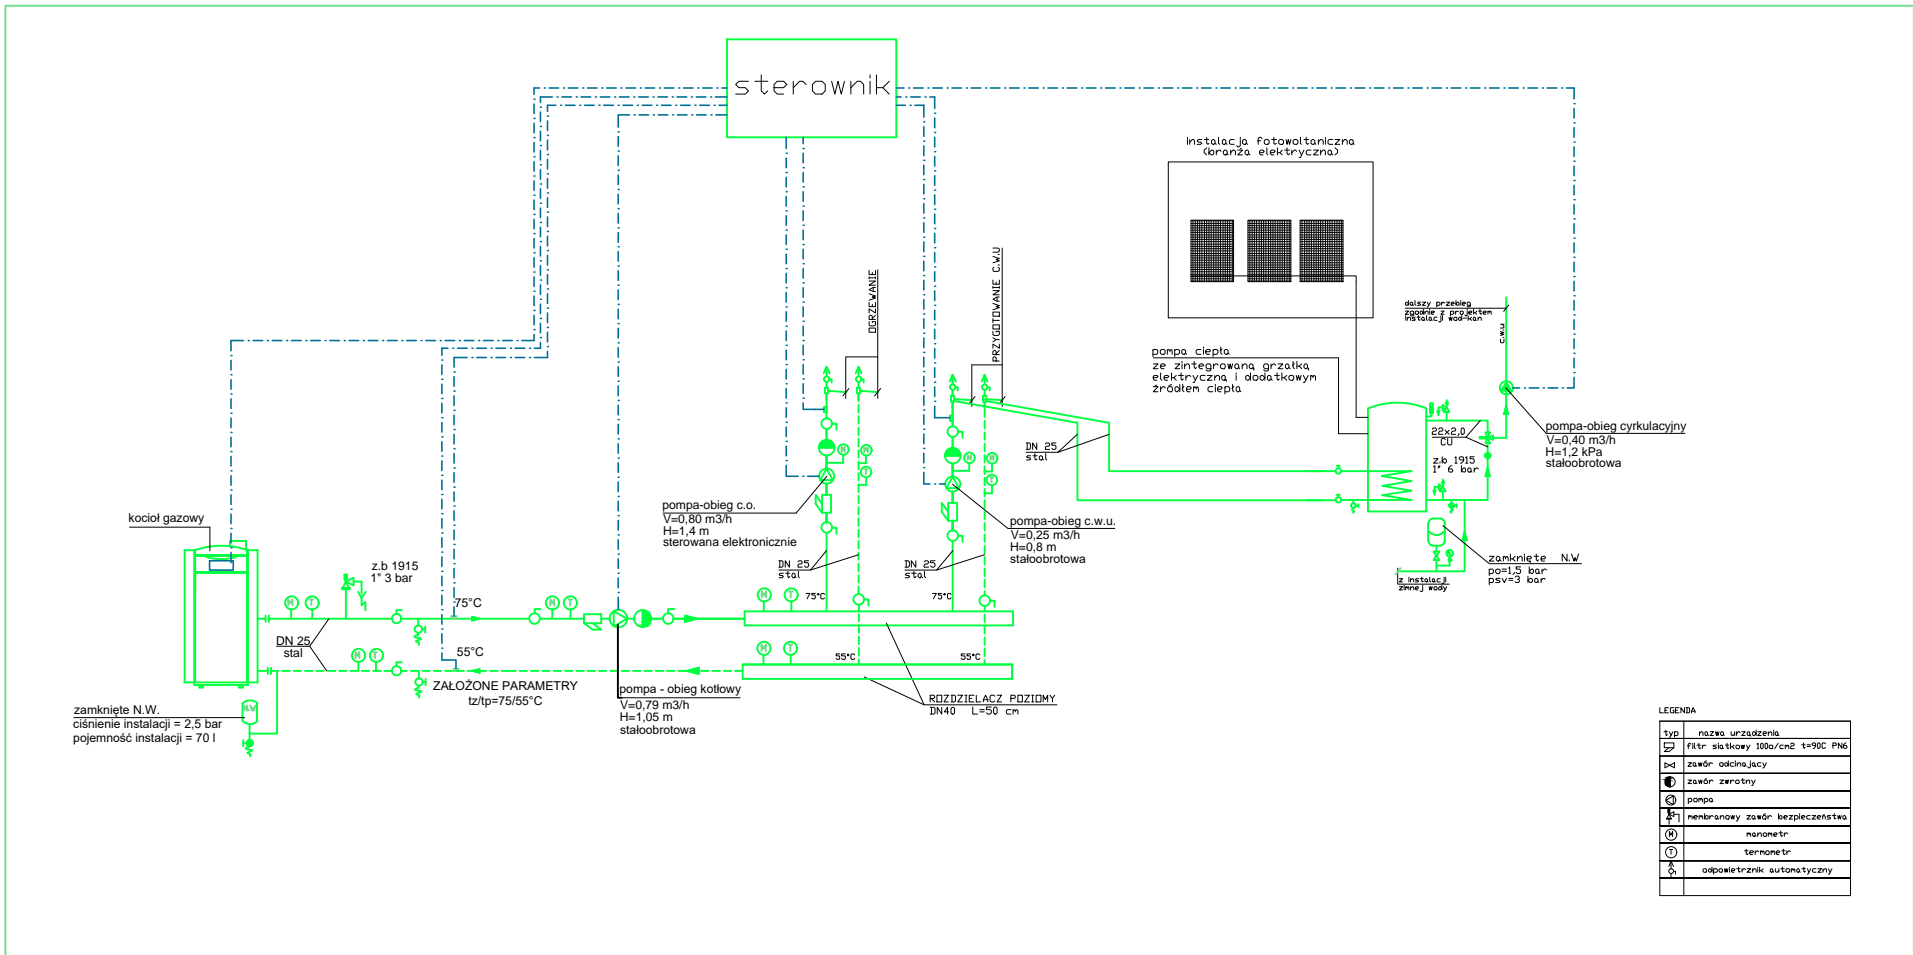 sterownik
instalacja fotowoltaiczna
(branża elektryczna)
OGRZEWANIE
PRZYGOTOWANIE C.W.U
dalszy przebieg
zgodnie z projektem
instalacji wod-kan
c.w.u
pompa ciepła
ze zintegrowaną grzałką
elektryczną i dodatkowym
źródłem ciepła
pompa-obieg cyrkulacyjny
V=0,40 m3/h
H=1,2 kPa
stałoobrotowa
22x2,0
CU
z.b 1915
1" 6 bar
DN 25
stal
M
M
T
M
M
T
pompa-obieg c.o.
V=0,80 m3/h
H=1,4 m
sterowana elektronicznie
pompa-obieg c.w.u.
V=0,25 m3/h
H=0,8 m
stałoobrotowa
kocioł gazowy
z.b 1915
1" 3 bar
DN 25
stal
DN 25
stal
zamknięte N.W
po=1,5 bar
psv=3 bar
z instalacji
zimnej wody
75°C
75°C
75°C
M
T
M
T
M
T
DN 25
stal
55°C
M
T
M
T
55°C
55°C
ZAŁOŻONE PARAMETRY
tz/tp=75/55°C
pompa - obieg kotłowy
V=0,79 m3/h
H=1,05 m
stałoobrotowa
ROZDZIELACZ POZIOMY
DN40 L=50 cm
N.W
zamknięte N.W.
ciśnienie instalacji = 2,5 bar
pojemność instalacji = 70 l
LEGENDA
typ nazwa urządzenia
filtr siatkowy 100o/cm2 t=90C PN6
zawór odcinający
zawór zwrotny
pompa
membranowy zawór bezpieczeństwa
M manometr
T termometr
odpowietrznik automatyczny